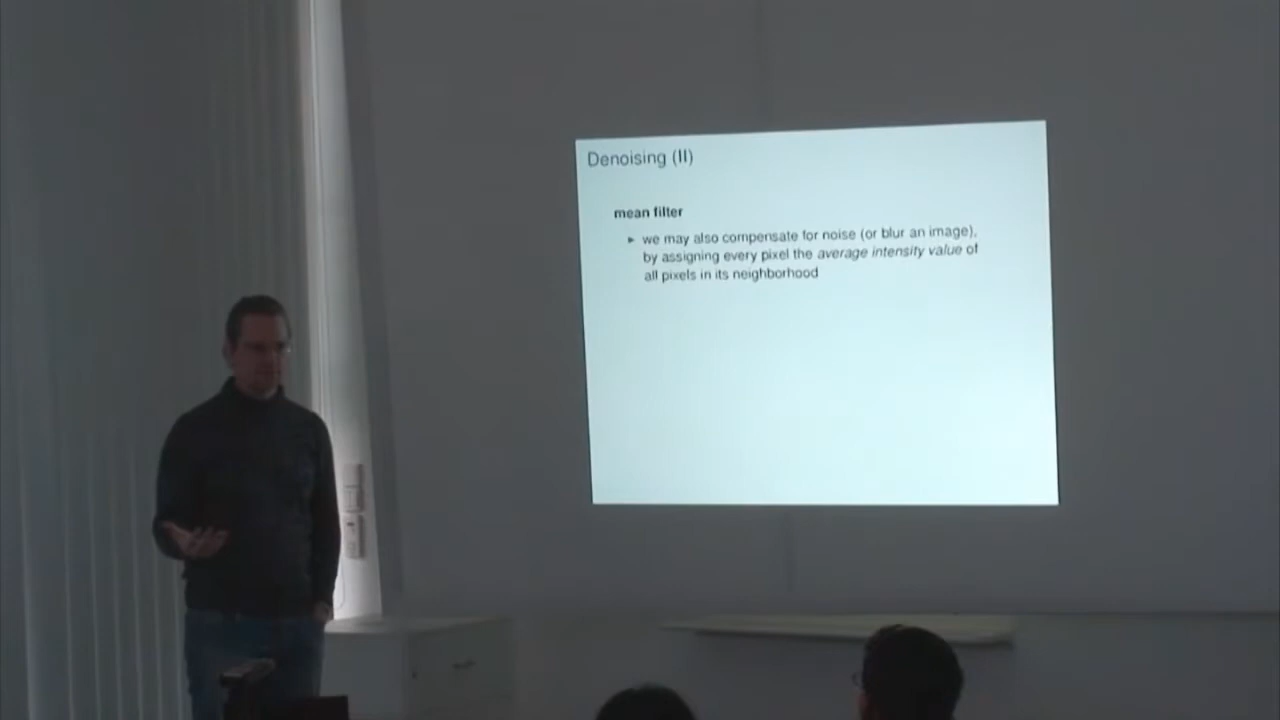 Denoising (II)
mean filter
► we may also compensate for noise (or blur an image),
by assigning every pixel the average intensity value of
all pixels in its neighborhood